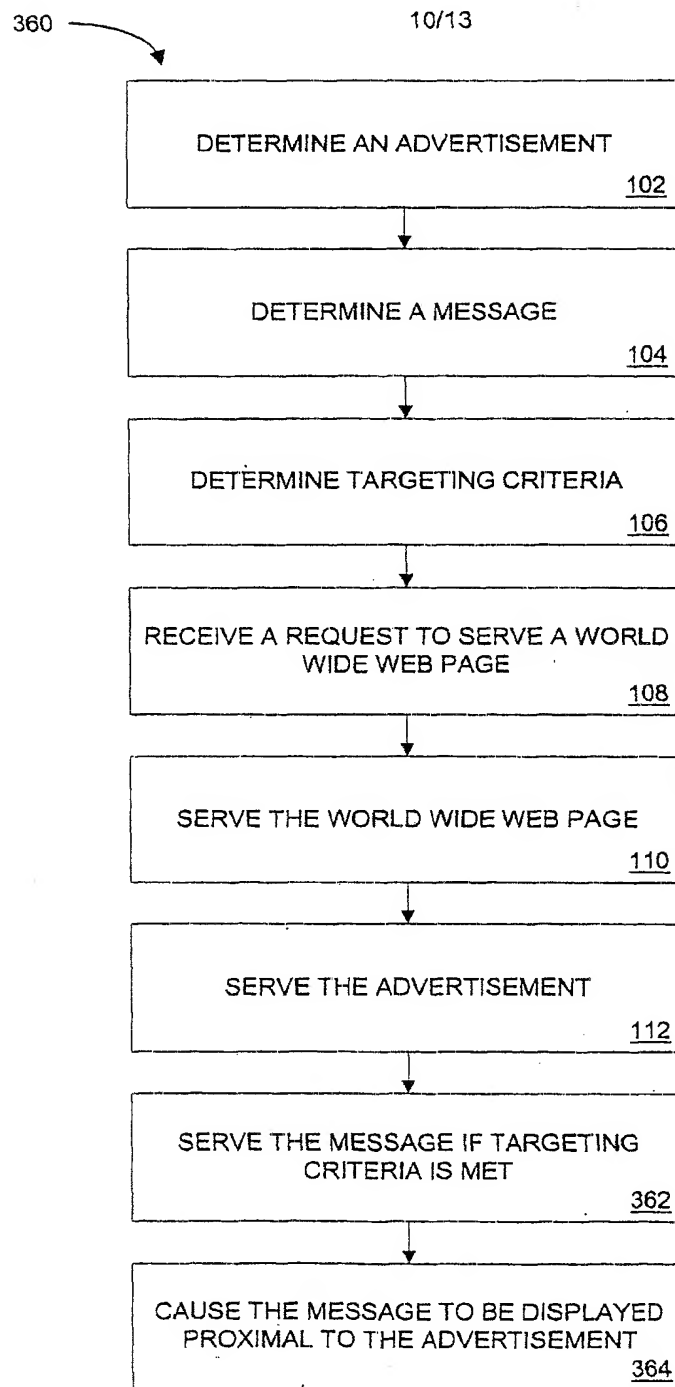 360
10/13
DETERMINE AN ADVERTISEMENT
102
DETERMINE A MESSAGE
104
DETERMINE TARGETING CRITERIA
106
RECEIVE A REQUEST TO SERVE A WORLD
WIDE WEB PAGE
108
SERVE THE WORLD WIDE WEB PAGE
110
SERVE THE ADVERTISEMENT
112
SERVE THE MESSAGE IF TARGETING
CRITERIA IS MET
362
CAUSE THE MESSAGE TO BE DISPLAYED
PROXIMAL TO THE ADVERTISEMENT
364